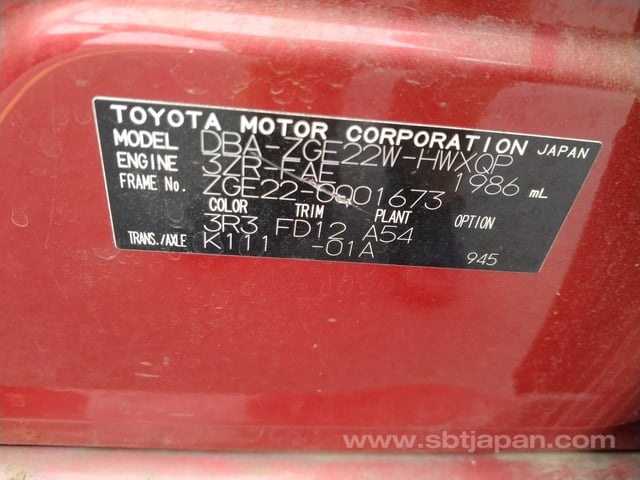 TOYOTA MOTOR CORPORATION JAPAN
MODEL DBA-ZGE22W-HWXQP
ENGINE 3ZR-FAE 1986 mL
FRAME No. ZGE22-0001673
COLOR TRIM PLANT OPTION
3R3 FD12 A54
TRANS./AXLE K111 -01A 945
www.sbtjapan.com